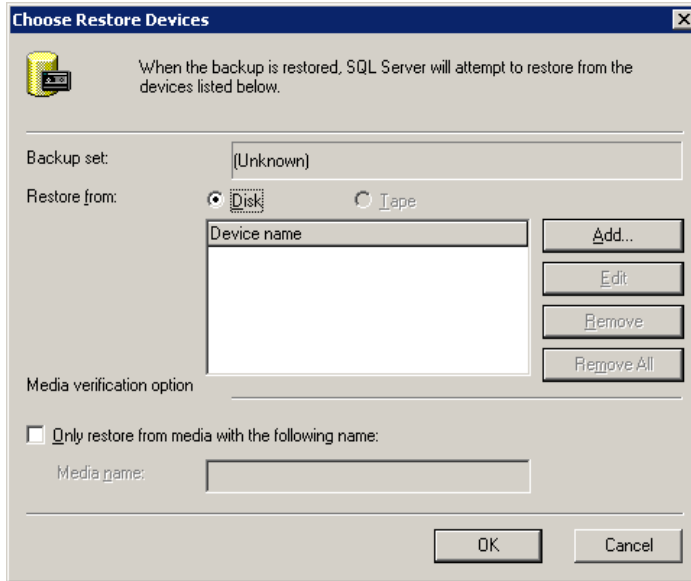 Choose Restore Devices
When the backup is restored, SQL Server will attempt to restore from the
devices listed below.
Backup set:
(Unknown)
Restore from:
Disk
Tape
Device name
Add...
Edit
Remove
Remove All
Media verification option
Only restore from media with the following name:
Media name:
OK
Cancel